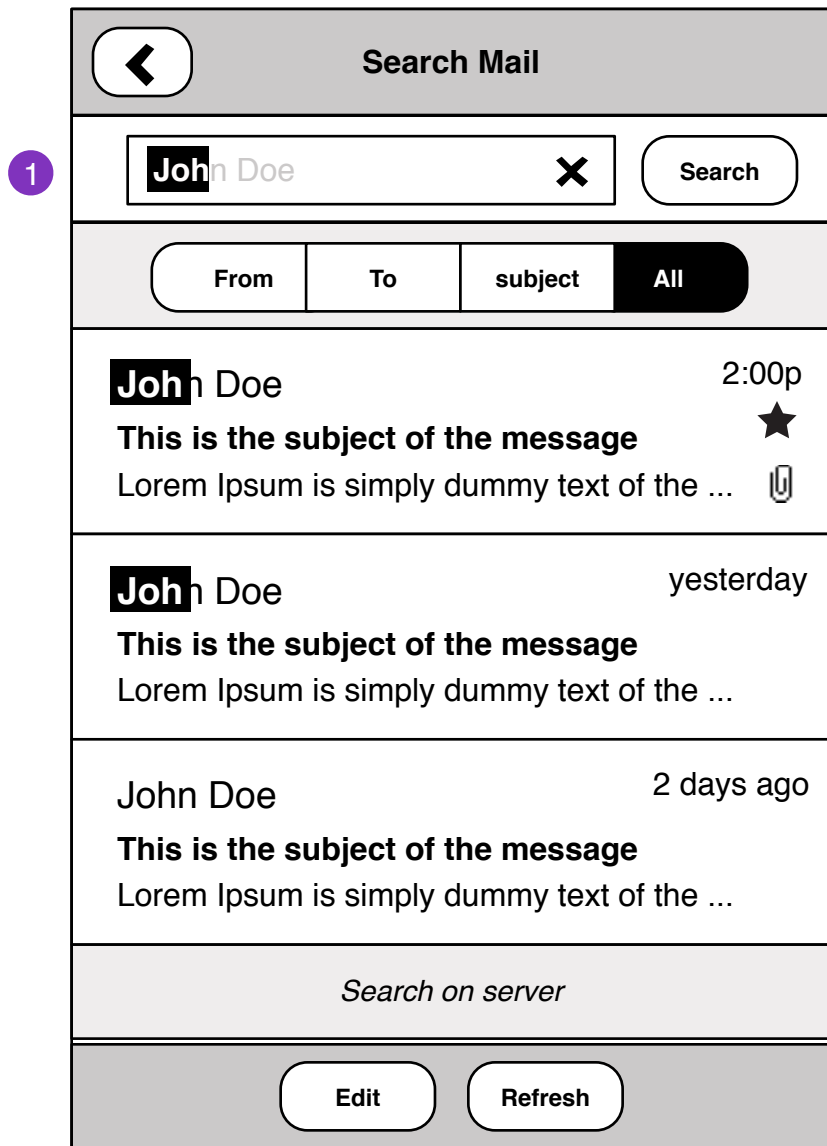 Search Mail
1
John Doe
Search
From To subject All
John Doe 2:00p
This is the subject of the message
Lorem Ipsum is simply dummy text of the ...
John Doe yesterday
This is the subject of the message
Lorem Ipsum is simply dummy text of the ...
John Doe 2 days ago
This is the subject of the message
Lorem Ipsum is simply dummy text of the ...
Search on server
Edit Refresh